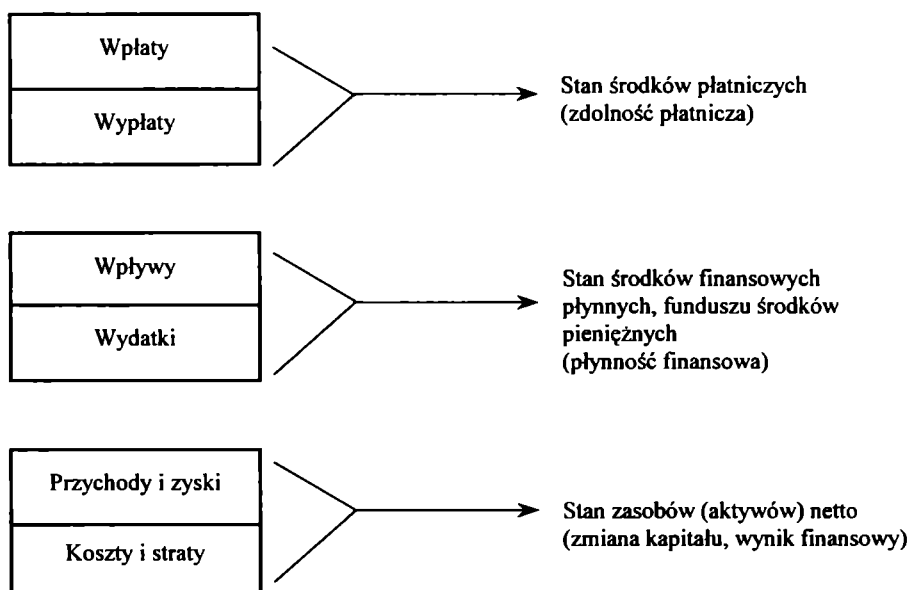 Wpłaty
Wypłaty
Stan środków płatniczych
(zdolność płatnicza)
Wpływy
Wydatki
Stan środków finansowych
płynnych, funduszu środków
pieniężnych
(płynność finansowa)
Przychody i zyski
Koszty i straty
Stan zasobów (aktywów) netto
(zmiana kapitału, wynik finansowy)